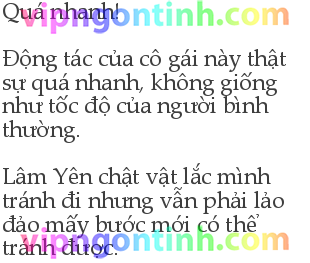 Quá nhanh!
vipngontinh.com
Động tác của cô gái này thật
sự quá nhanh, không giống
như tốc độ của người bình
thường.
Lâm Yên chật vật lắc mình
tránh đi nhưng vẫn phải lảo
đảo mấy bước mới có thể
tránh được.
vipngontinh.com